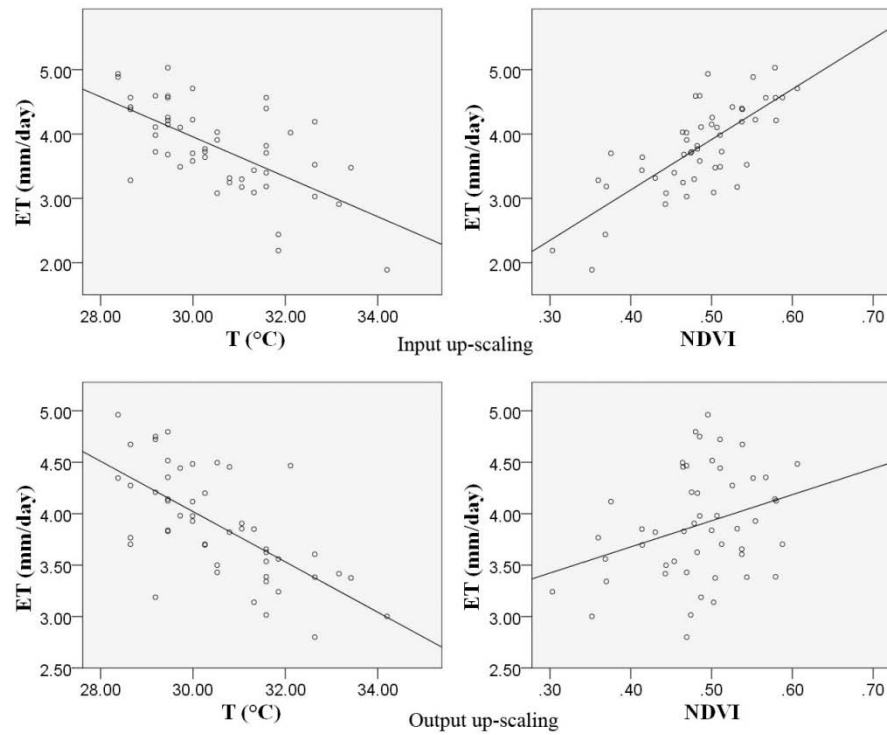 ET (mm/day)
5.00
4.00
3.00
2.00
28.00 30.00 32.00 34.00
T (°C)
ET (mm/day)
5.00
4.00
3.00
2.00
.30 .40 .50 .60 .70
NDVI
Input up-scaling
ET (mm/day)
5.00
4.50
4.00
3.50
3.00
2.50
28.00 30.00 32.00 34.00
T (°C)
ET (mm/day)
5.00
4.50
4.00
3.50
3.00
2.50
.30 .40 .50 .60 .70
NDVI
Output up-scaling